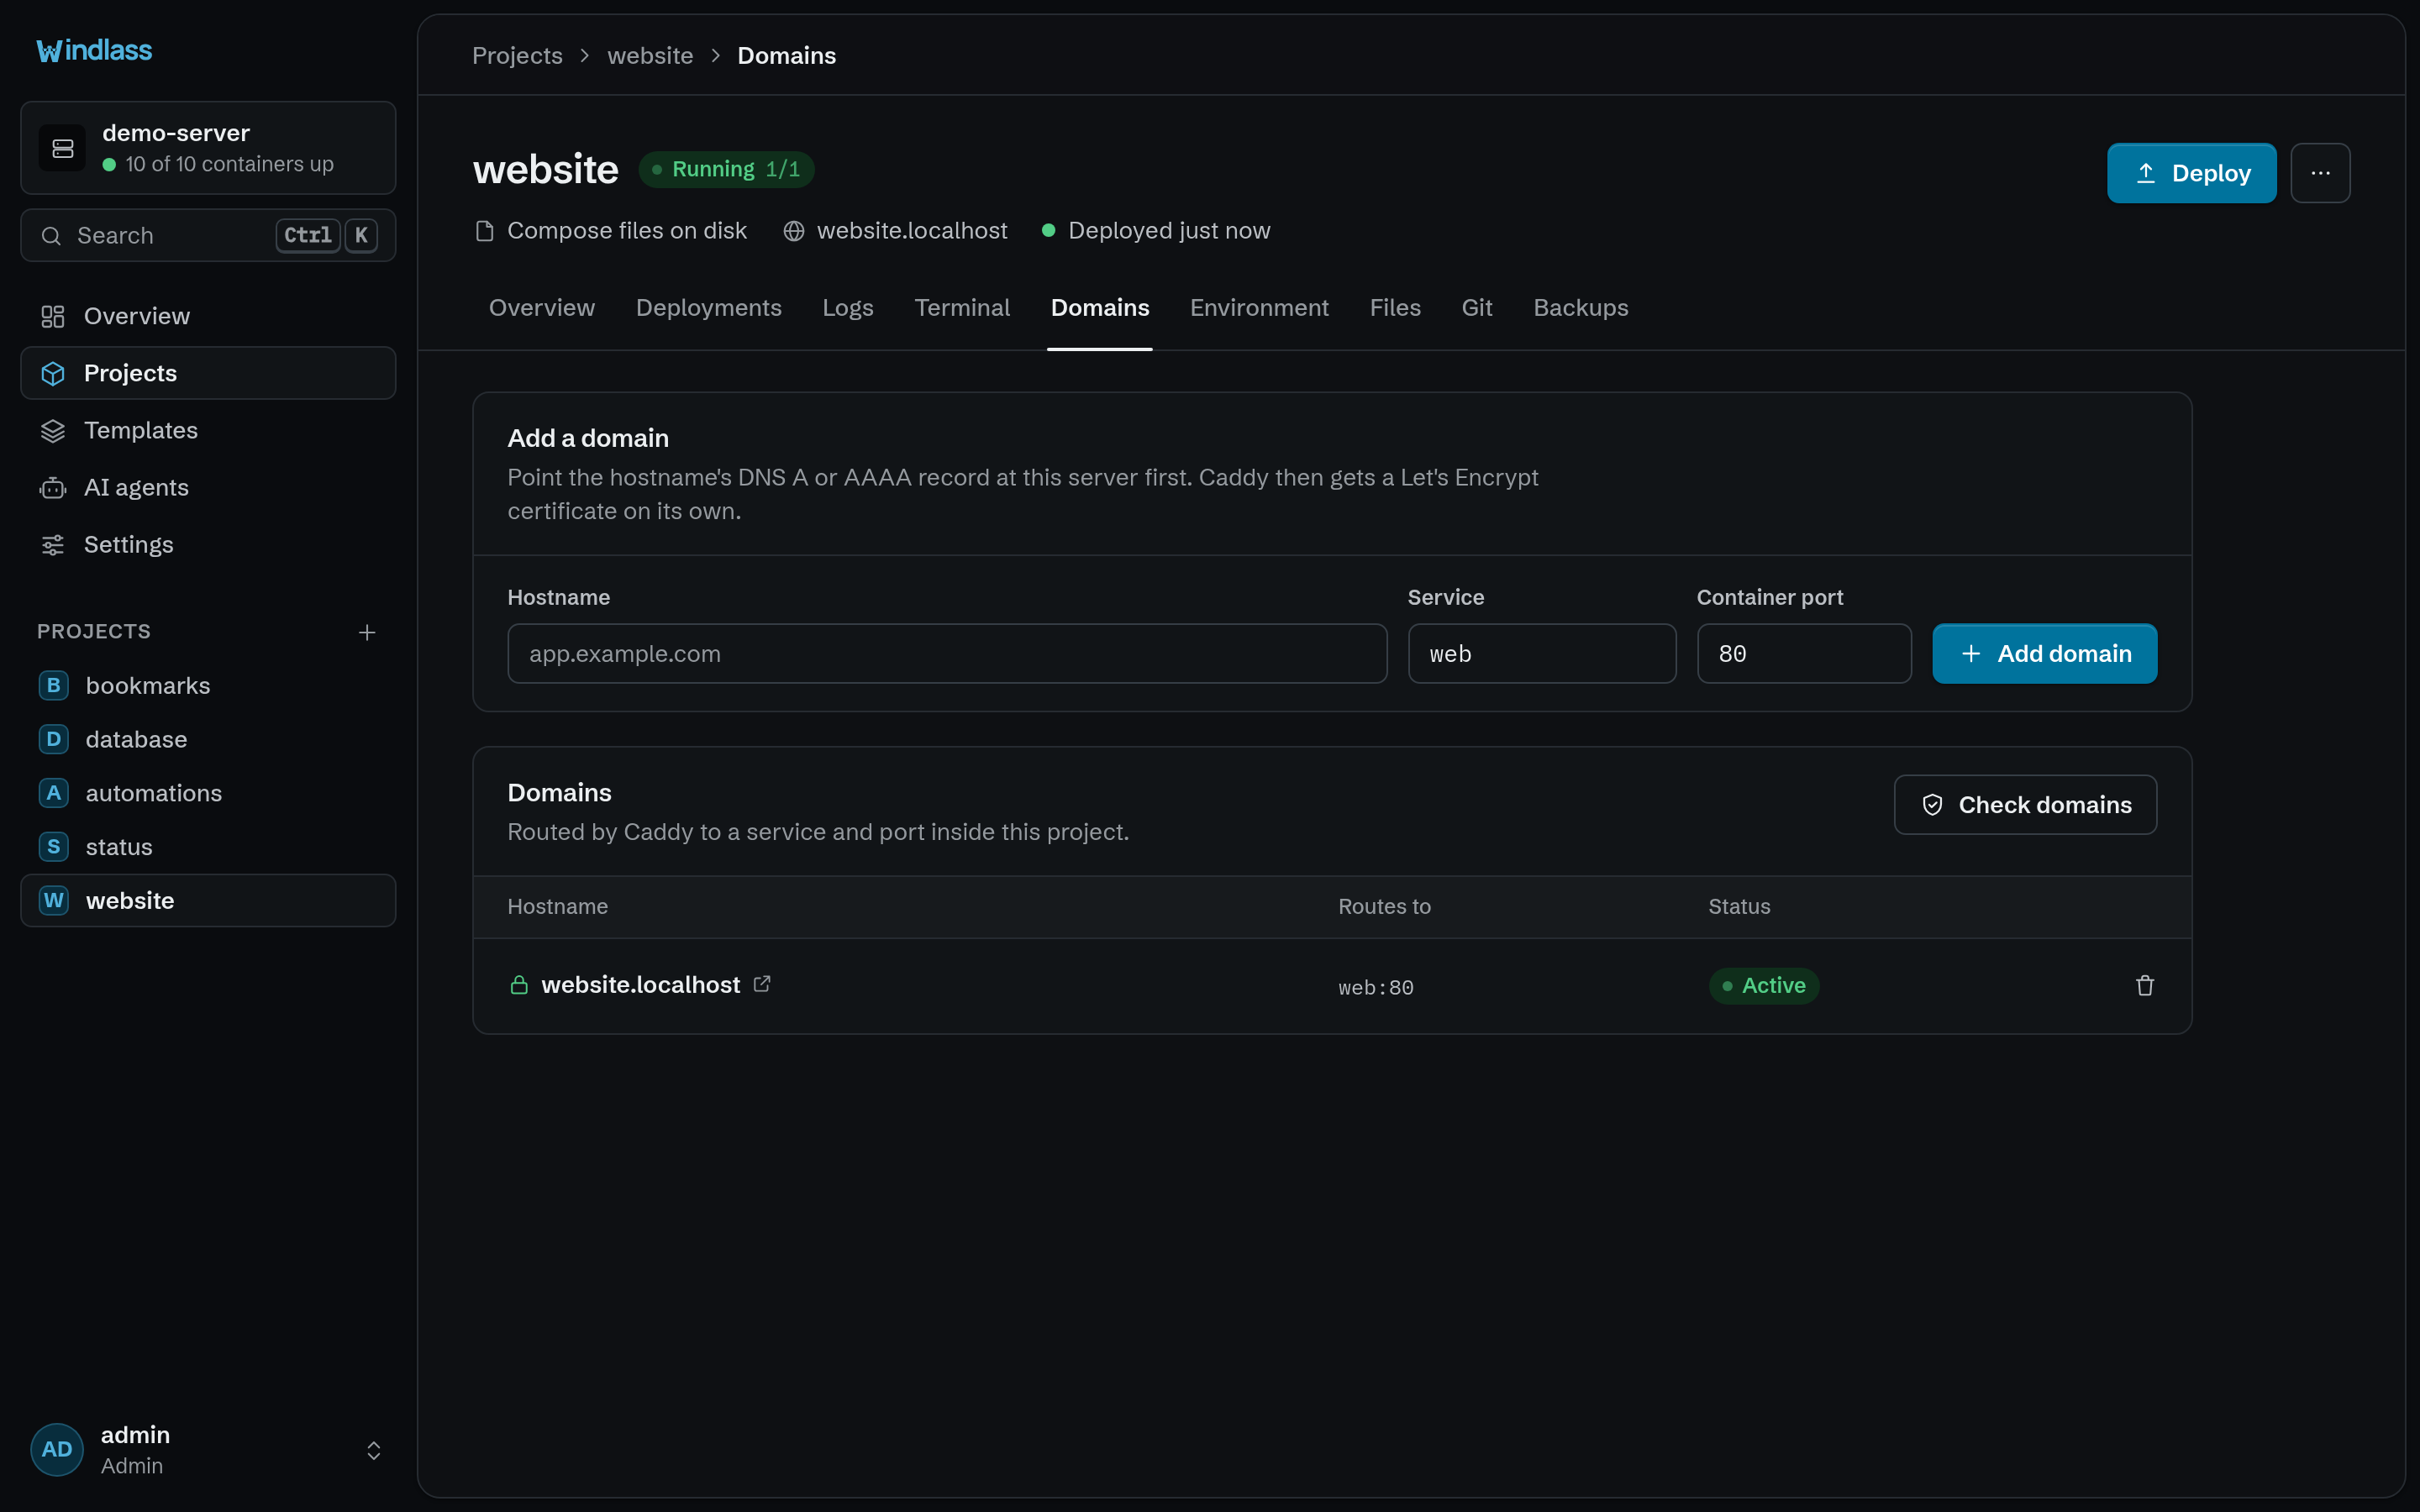 Windlass
demo-server
10 of 10 containers up
Search Ctrl K
Overview
Projects
Templates
AI agents
Settings
PROJECTS
B bookmarks
D database
A automations
S status
W website
AD admin
Admin
Projects > website > Domains
website Running 1/1
Deploy
Compose files on disk website.localhost Deployed just now
Overview Deployments Logs Terminal Domains Environment Files Git Backups
Add a domain
Point the hostname's DNS A or AAAA record at this server first. Caddy then gets a Let's Encrypt
certificate on its own.
Hostname Service Container port
app.example.com web 80 Add domain
Domains
Check domains
Routed by Caddy to a service and port inside this project.
Hostname Routes to Status
website.localhost web:80 Active